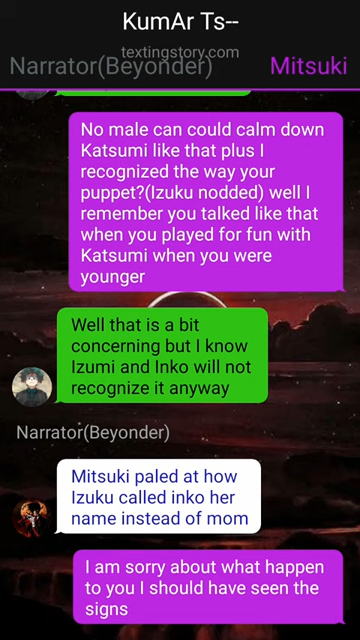 KumAr Ts--
textingstory.com
Narrator(Beyonder) Mitsuki
No male can could calm down
Katsumi like that plus I
recognized the way your
puppet?(Izuku nodded) well I
remember you talked like that
when you played for fun with
Katsumi when you were
younger
Well that is a bit
concerning but I know
Izumi and Inko will not
recognize it anyway
Narrator(Beyonder)
Mitsuki paled at how
Izuku called inko her
name instead of mom
I am sorry about what happen
to you I should have seen the
signs